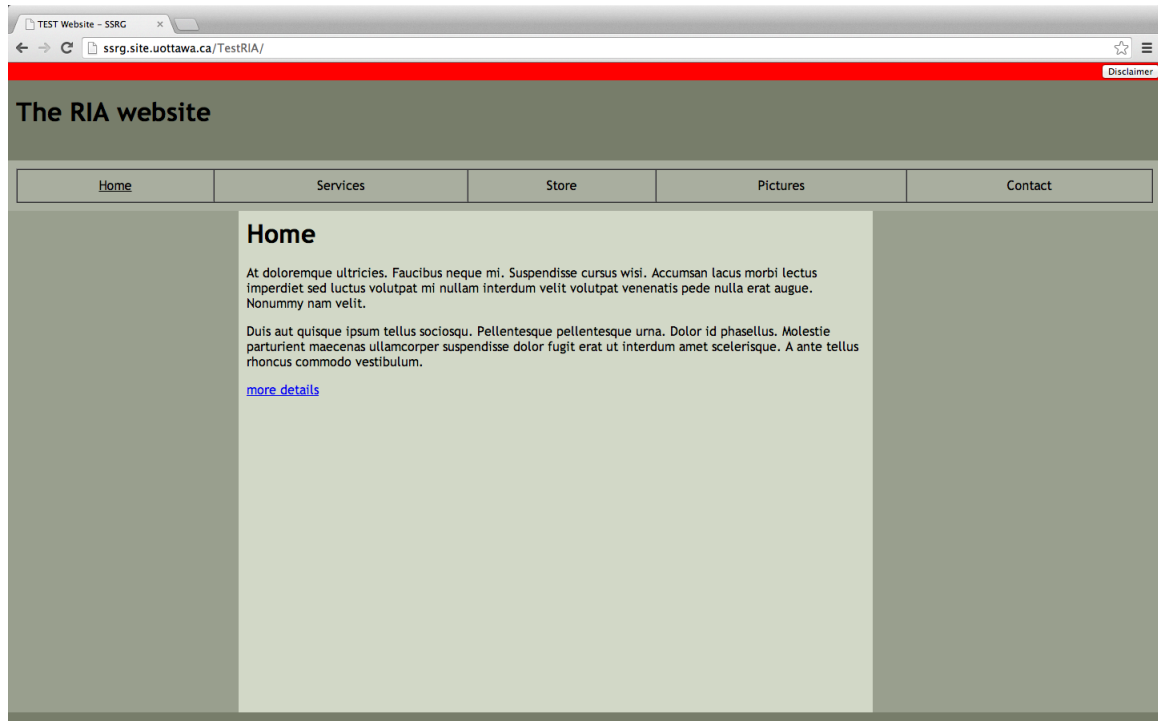 TEST Website - SSRG
ssrg.site.uottawa.ca/TestRIA/
Disclaimer
The RIA website
Home Services Store Pictures Contact
Home
At doloremque ultricies. Faucibus neque mi. Suspendisse cursus wisi. Accumsan lacus morbi lectus
imperdiet sed luctus volutpat mi nullam interdum velit volutpat venenatis pede nulla erat augue.
Nonummy nam velit.
Duis aut quisque ipsum tellus sociosqu. Pellentesque pellentesque urna. Dolor id phasellus. Molestie
parturient maecenas ullamcorper suspendisse dolor fugit erat ut interdum amet scelerisque. A ante tellus
rhoncus commodo vestibulum.
more details